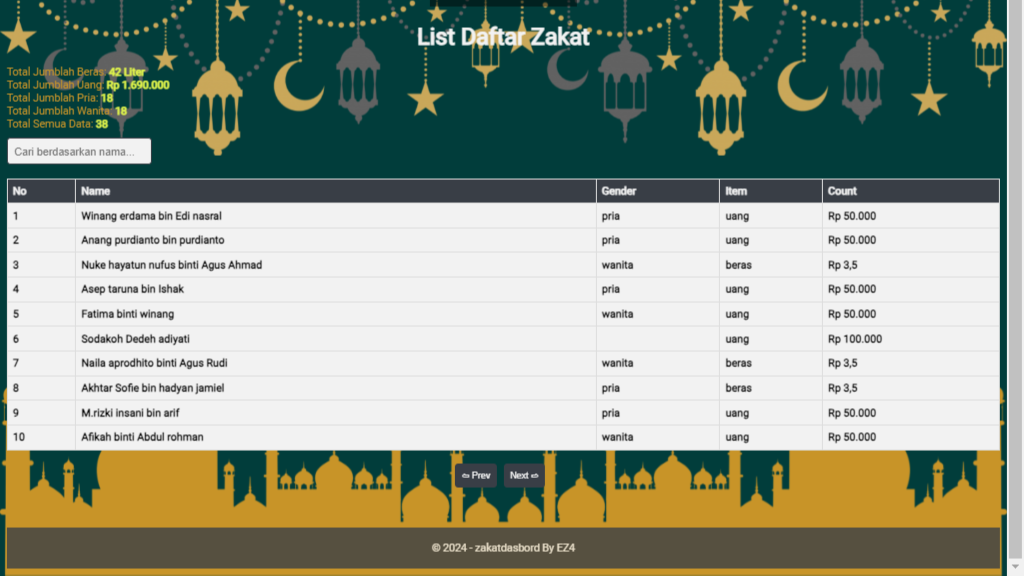 List Daftar Zakat
Total Jumblah Beras: 42 Liter
Total Jumblah Uang: Rp 1.690.000
Total Jumblah Pria: 18
Total Jumblah Wanita: 18
Total Semua Data: 38
Cari berdasarkan nama...
No Name Gender Item Count
1 Winang erdama bin Edi nasral pria uang Rp 50.000
2 Anang purdianto bin purdianto pria uang Rp 50.000
3 Nuke hayatun nufus binti Agus Ahmad wanita beras Rp 3,5
4 Asep taruna bin Ishak pria uang Rp 50.000
5 Fatima binti winang wanita uang Rp 50.000
6 Sodakoh Dedeh adiyati uang Rp 100.000
7 Naila aprodhito binti Agus Rudi wanita beras Rp 3,5
8 Akhtar Sofie bin hadyan jamiel pria beras Rp 3,5
9 M.rizki insani bin arif pria uang Rp 50.000
10 Afikah binti Abdul rohman wanita uang Rp 50.000
⇦ Prev Next ⇨
© 2024 - zakatdasbord By EZ4